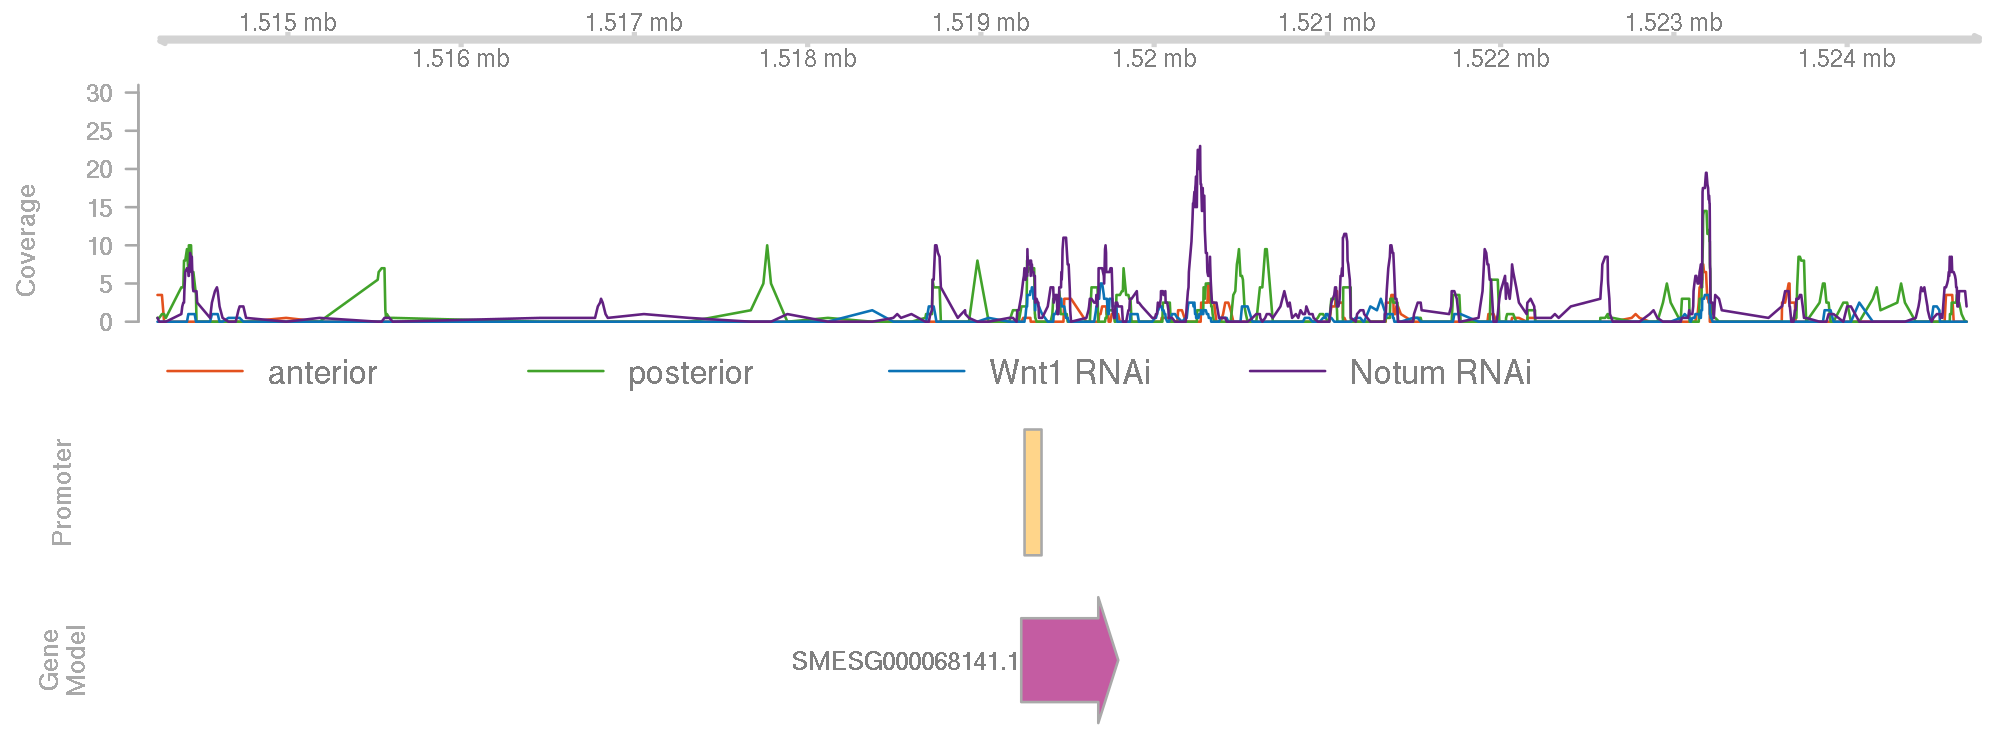 1.515 mb 1.517 mb 1.519 mb 1.521 mb 1.523 mb
1.516 mb 1.518 mb 1.52 mb 1.522 mb 1.524 mb
30
25
20
15
10
5
0
Coverage
anterior posterior Wnt1 RNAi Notum RNAi
Promoter
SMESG000068141.1
Gene
Model